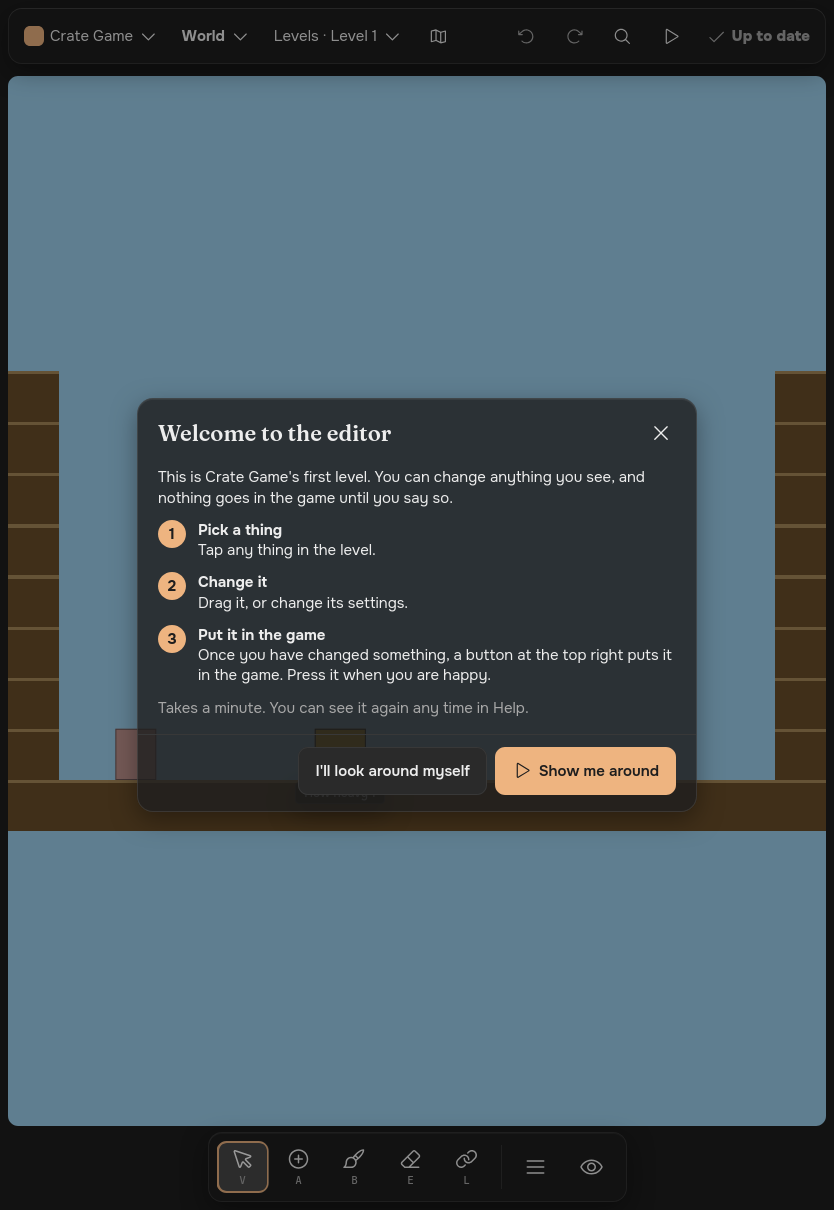 Crate Game
World
Levels · Level 1
Up to date
Welcome to the editor
This is Crate Game's first level. You can change anything you see, and
nothing goes in the game until you say so.
1
Pick a thing
Tap any thing in the level.
2
Change it
Drag it, or change its settings.
3
Put it in the game
Once you have changed something, a button at the top right puts it
in the game. Press it when you are happy.
Takes a minute. You can see it again any time in Help.
I'll look around myself
Show me around
V
A
B
E
L